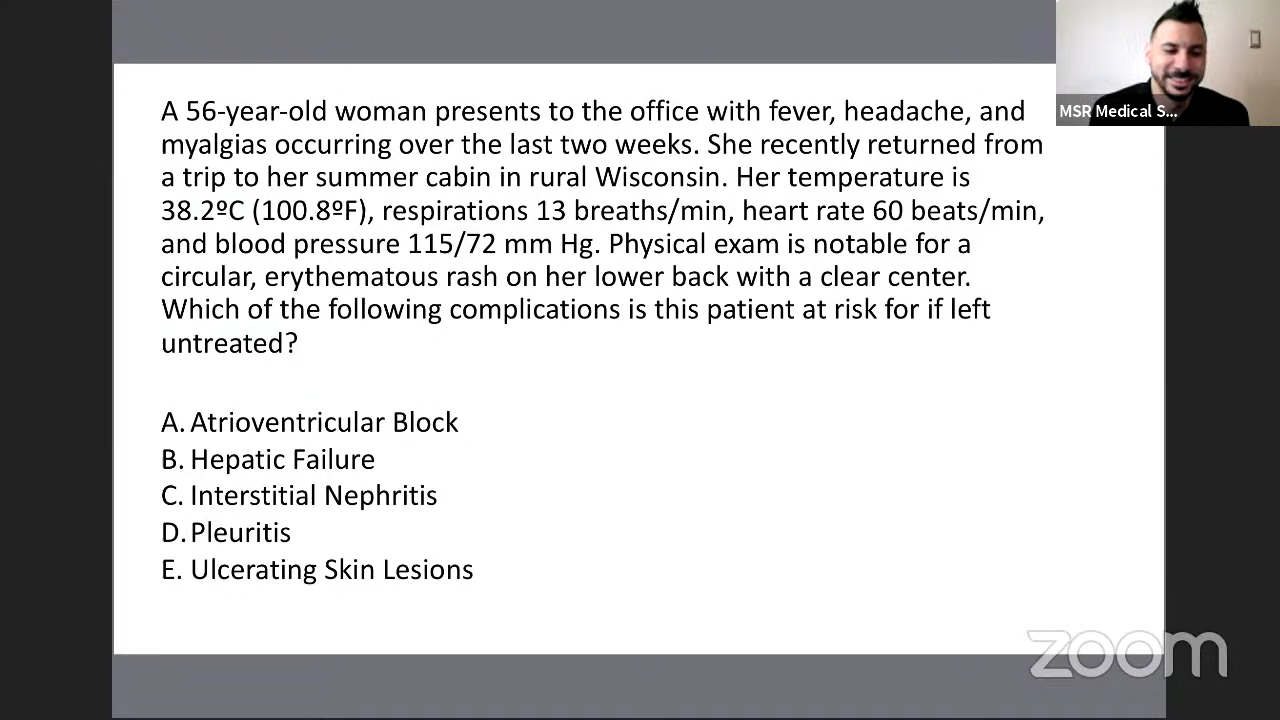 A 56-year-old woman presents to the office with fever, headache, and
myalgias occurring over the last two weeks. She recently returned from
a trip to her summer cabin in rural Wisconsin. Her temperature is
38.2ºC (100.8ºF), respirations 13 breaths/min, heart rate 60 beats/min,
and blood pressure 115/72 mm Hg. Physical exam is notable for a
circular, erythematous rash on her lower back with a clear center.
Which of the following complications is this patient at risk for if left
untreated?
A. Atrioventricular Block
B. Hepatic Failure
C. Interstitial Nephritis
D. Pleuritis
E. Ulcerating Skin Lesions
MSR Medical S...
zoom